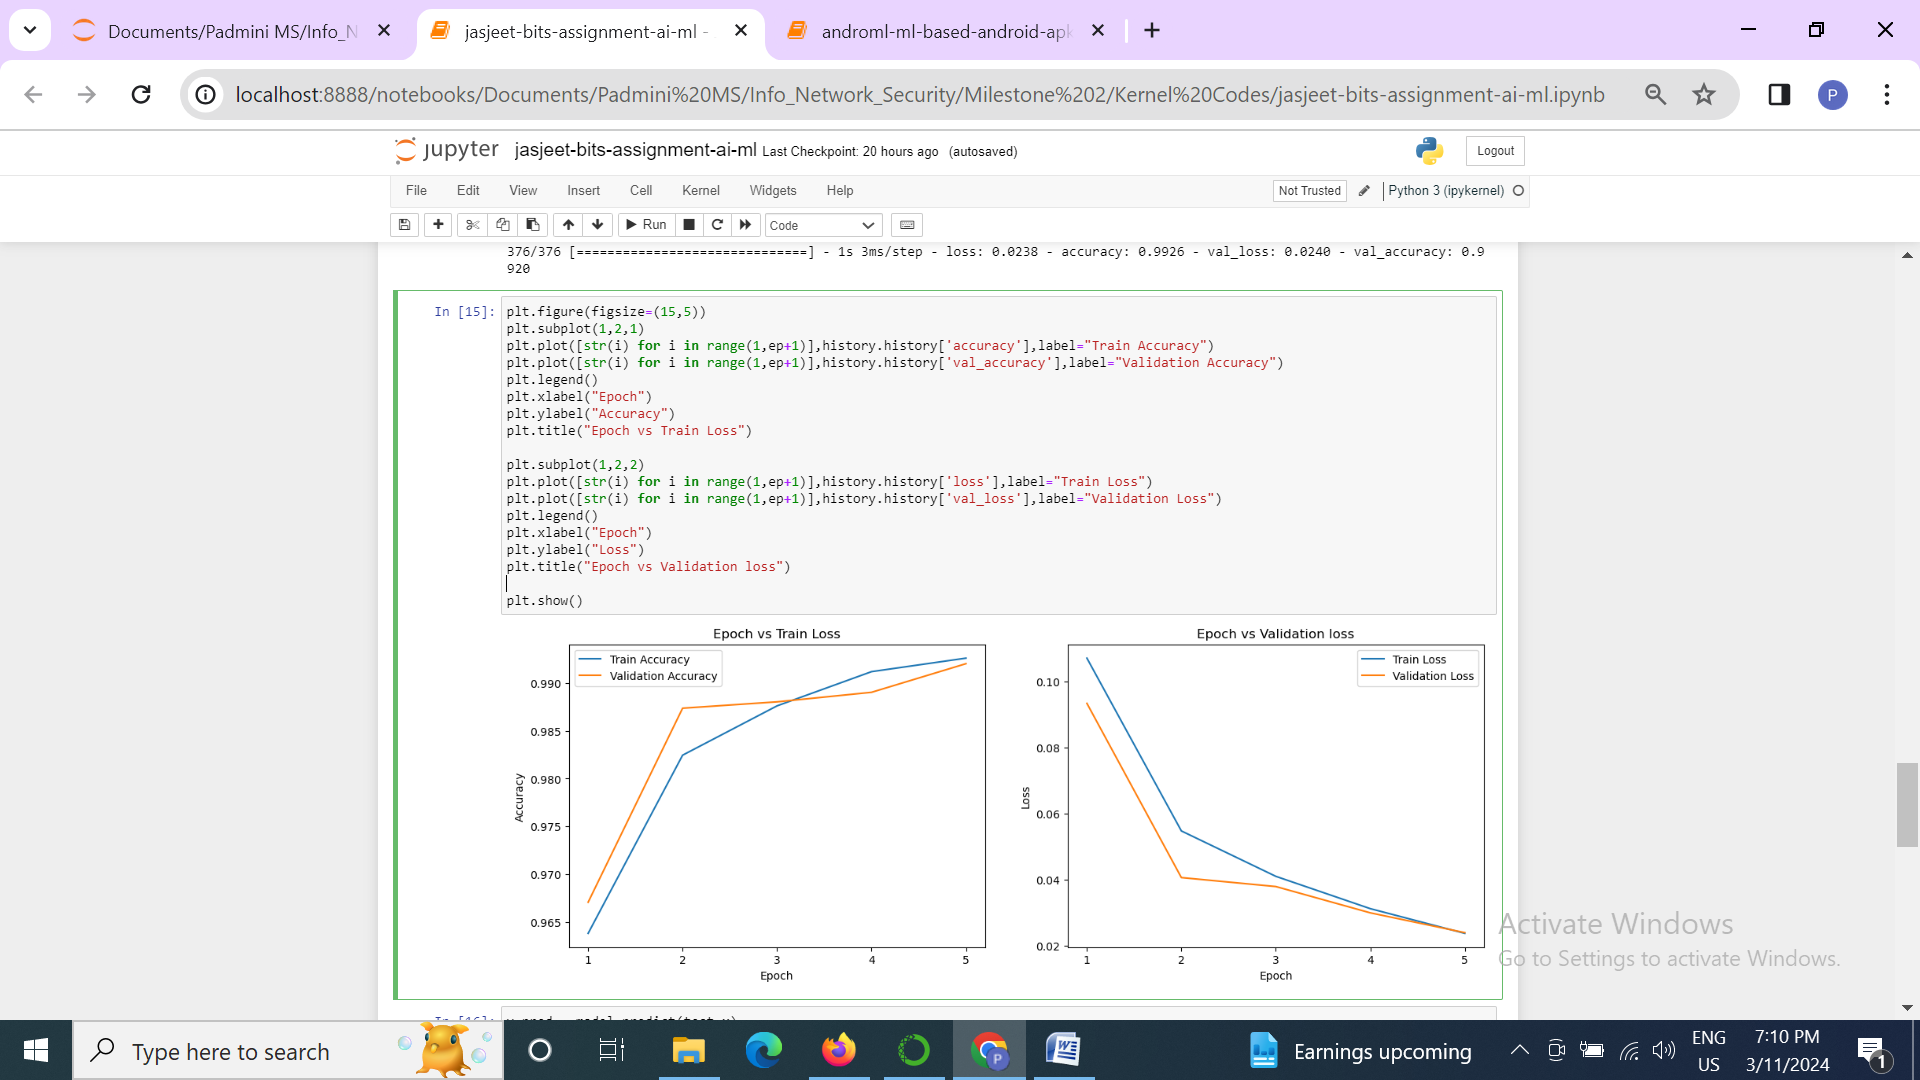 Documents/Padmini MS/Info_N
jasjeet-bits-assignment-ai-ml -
androml-ml-based-android-apk
localhost:8888/notebooks/Documents/Padmini%20MS/Info_Network_Security/Milestone%202/Kernel%20Codes/jasjeet-bits-assignment-ai-ml.ipynb
P
jupyter jasjeet-bits-assignment-ai-ml Last Checkpoint: 20 hours ago (autosaved)
Logout
File Edit View Insert Cell Kernel Widgets Help
Not Trusted Python 3 (ipykernel)
Run Code
376/376 [==============================] - 1s 3ms/step - loss: 0.0238 - accuracy: 0.9926 - val_loss: 0.0240 - val_accuracy: 0.9
920
In [15]:
plt.figure(figsize=(15,5))
plt.subplot(1,2,1)
plt.plot([str(i) for i in range(1,ep+1)],history.history['accuracy'],label="Train Accuracy")
plt.plot([str(i) for i in range(1,ep+1)],history.history['val_accuracy'],label="Validation Accuracy")
plt.legend()
plt.xlabel("Epoch")
plt.ylabel("Accuracy")
plt.title("Epoch vs Train Loss")
plt.subplot(1,2,2)
plt.plot([str(i) for i in range(1,ep+1)],history.history['loss'],label="Train Loss")
plt.plot([str(i) for i in range(1,ep+1)],history.history['val_loss'],label="Validation Loss")
plt.legend()
plt.xlabel("Epoch")
plt.ylabel("Loss")
plt.title("Epoch vs Validation loss")
plt.show()
Epoch vs Train Loss
Train Accuracy
Validation Accuracy
0.990
0.985
0.980
0.975
0.970
0.965
Accuracy
1 2 3 4 5
Epoch
Epoch vs Validation loss
Train Loss
Validation Loss
0.10
0.08
0.06
0.04
0.02
Loss
1 2 3 4 5
Epoch
Activate Windows
Go to Settings to activate Windows.
Type here to search
Earnings upcoming
ENG
US
7:10 PM
3/11/2024
1